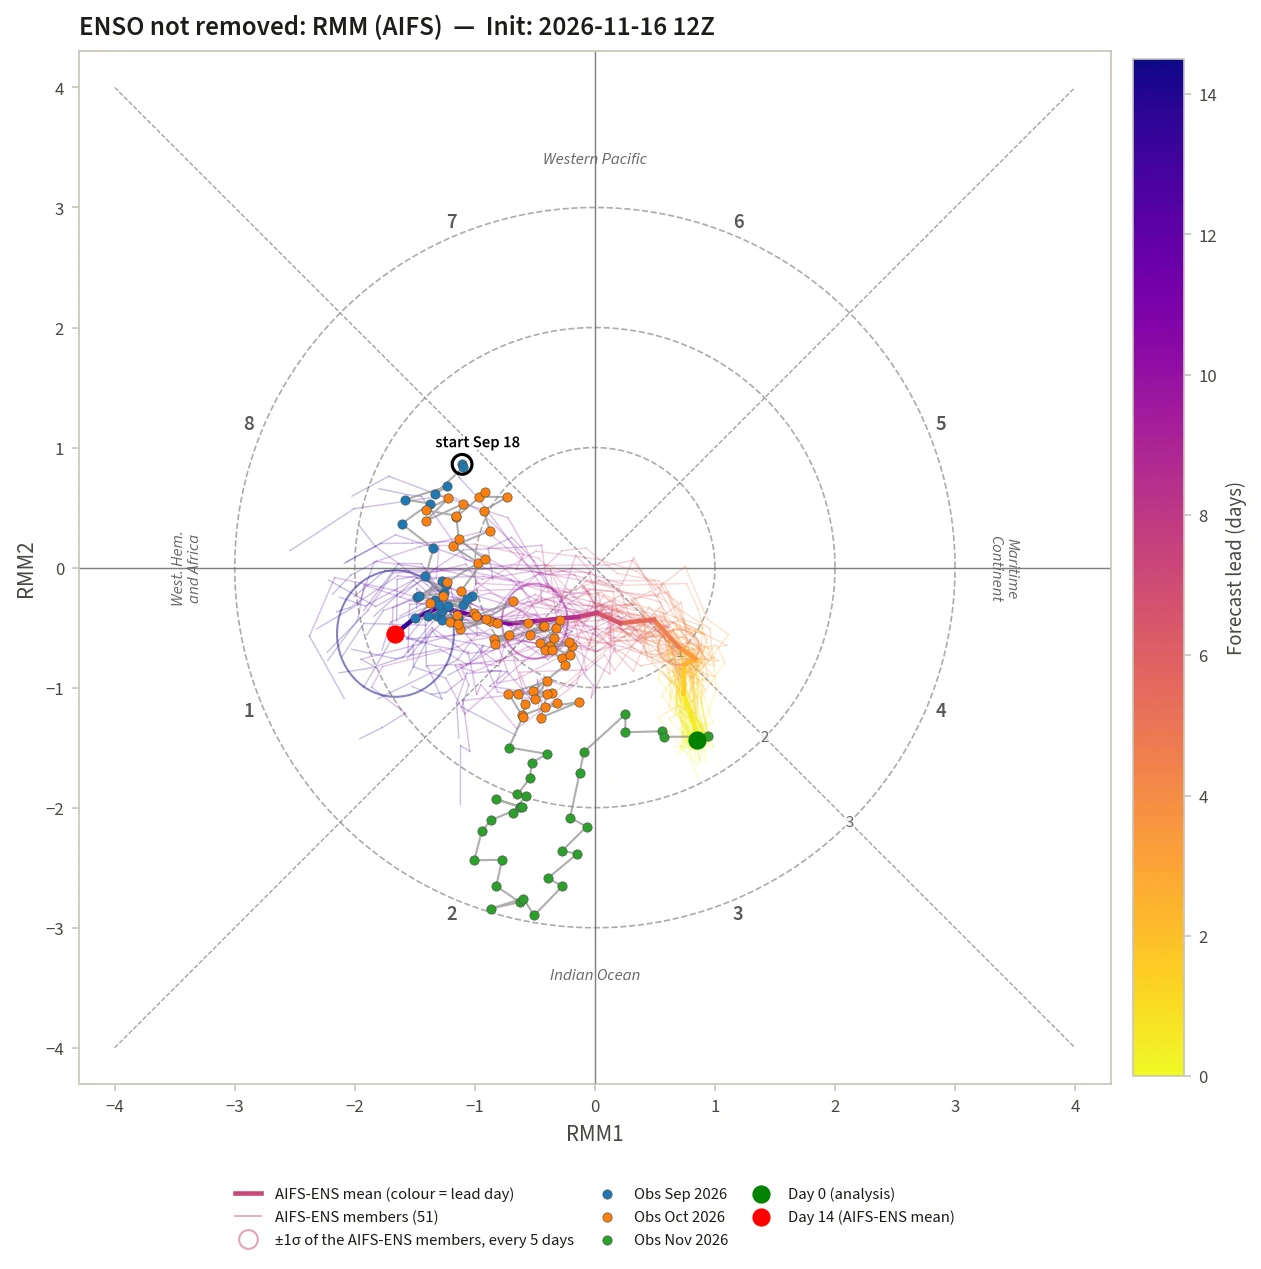 ENSO not removed: RMM (AIFS) — Init: 2026-11-16 12Z
4
3
2
1
0
−1
−2
−3
−4
RMM2
−4
−3
−2
−1
0
1
2
3
4
RMM1
Western Pacific
7
6
8
5
start Sep 18
West. Hem.
and Africa
Maritime
Continent
1
4
1
2
3
2
3
Indian Ocean
14
12
10
8
6
4
2
0
Forecast lead (days)
AIFS-ENS mean (colour = lead day)
AIFS-ENS members (51)
±1σ of the AIFS-ENS members, every 5 days
Obs Sep 2026
Obs Oct 2026
Obs Nov 2026
Day 0 (analysis)
Day 14 (AIFS-ENS mean)